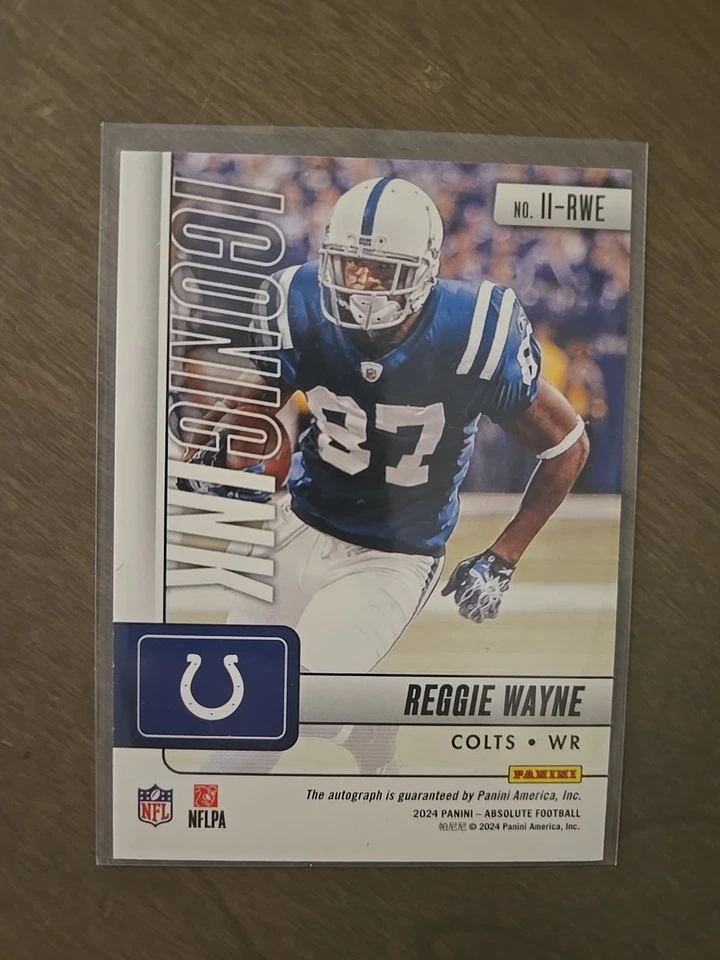 NO. II-RWE
ICONIC INK
87
87
REGGIE WAYNE
COLTS • WR
PANINI
The autograph is guaranteed by Panini America, Inc.
2024 PANINI – ABSOLUTE FOOTBALL
帕尼尼 © 2024 Panini America, Inc.
NFL
NFLPA